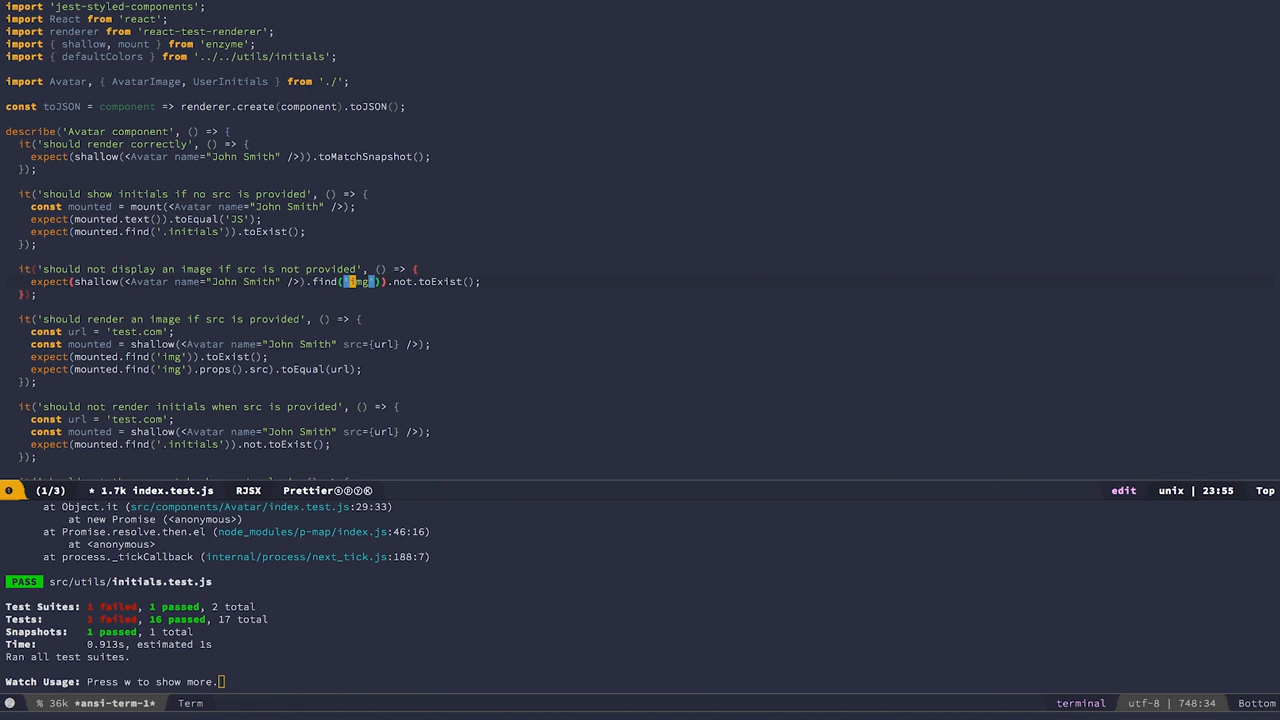 import 'jest-styled-components';
import React from 'react';
import renderer from 'react-test-renderer';
import { shallow, mount } from 'enzyme';
import { defaultColors } from '../../utils/initials';

import Avatar, { AvatarImage, UserInitials } from './';

const toJSON = component => renderer.create(component).toJSON();

describe('Avatar component', () => {
  it('should render correctly', () => {
    expect(shallow(<Avatar name="John Smith" />)).toMatchSnapshot();
  });

  it('should show initials if no src is provided', () => {
    const mounted = mount(<Avatar name="John Smith" />);
    expect(mounted.text()).toEqual('JS');
    expect(mounted.find('.initials')).toExist();
  });

  it('should not display an image if src is not provided', () => {
    expect(shallow(<Avatar name="John Smith" />).find('img')).not.toExist();
  });

  it('should render an image if src is provided', () => {
    const url = 'test.com';
    const mounted = shallow(<Avatar name="John Smith" src={url} />);
    expect(mounted.find('img')).toExist();
    expect(mounted.find('img').props().src).toEqual(url);
  });

  it('should not render initials when src is provided', () => {
    const url = 'test.com';
    const mounted = shallow(<Avatar name="John Smith" src={url} />);
    expect(mounted.find('.initials')).not.toExist();
  });

(1/3) * 1.7k index.test.js RJSX PrettierⓢⓟⓨⓀ edit unix | 23:55 Top
at Object.it (src/components/Avatar/index.test.js:29:33)
at new Promise (<anonymous>)
at Promise.resolve.then.el (node_modules/p-map/index.js:46:16)
at <anonymous>
at process._tickCallback (internal/process/next_tick.js:188:7)

PASS src/utils/initials.test.js

Test Suites: 1 failed, 1 passed, 2 total
Tests: 1 failed, 16 passed, 17 total
Snapshots: 1 passed, 1 total
Time: 0.913s, estimated 1s
Ran all test suites.

Watch Usage: Press w to show more.
% 36k *ansi-term-1* Term terminal utf-8 | 748:34 Bottom